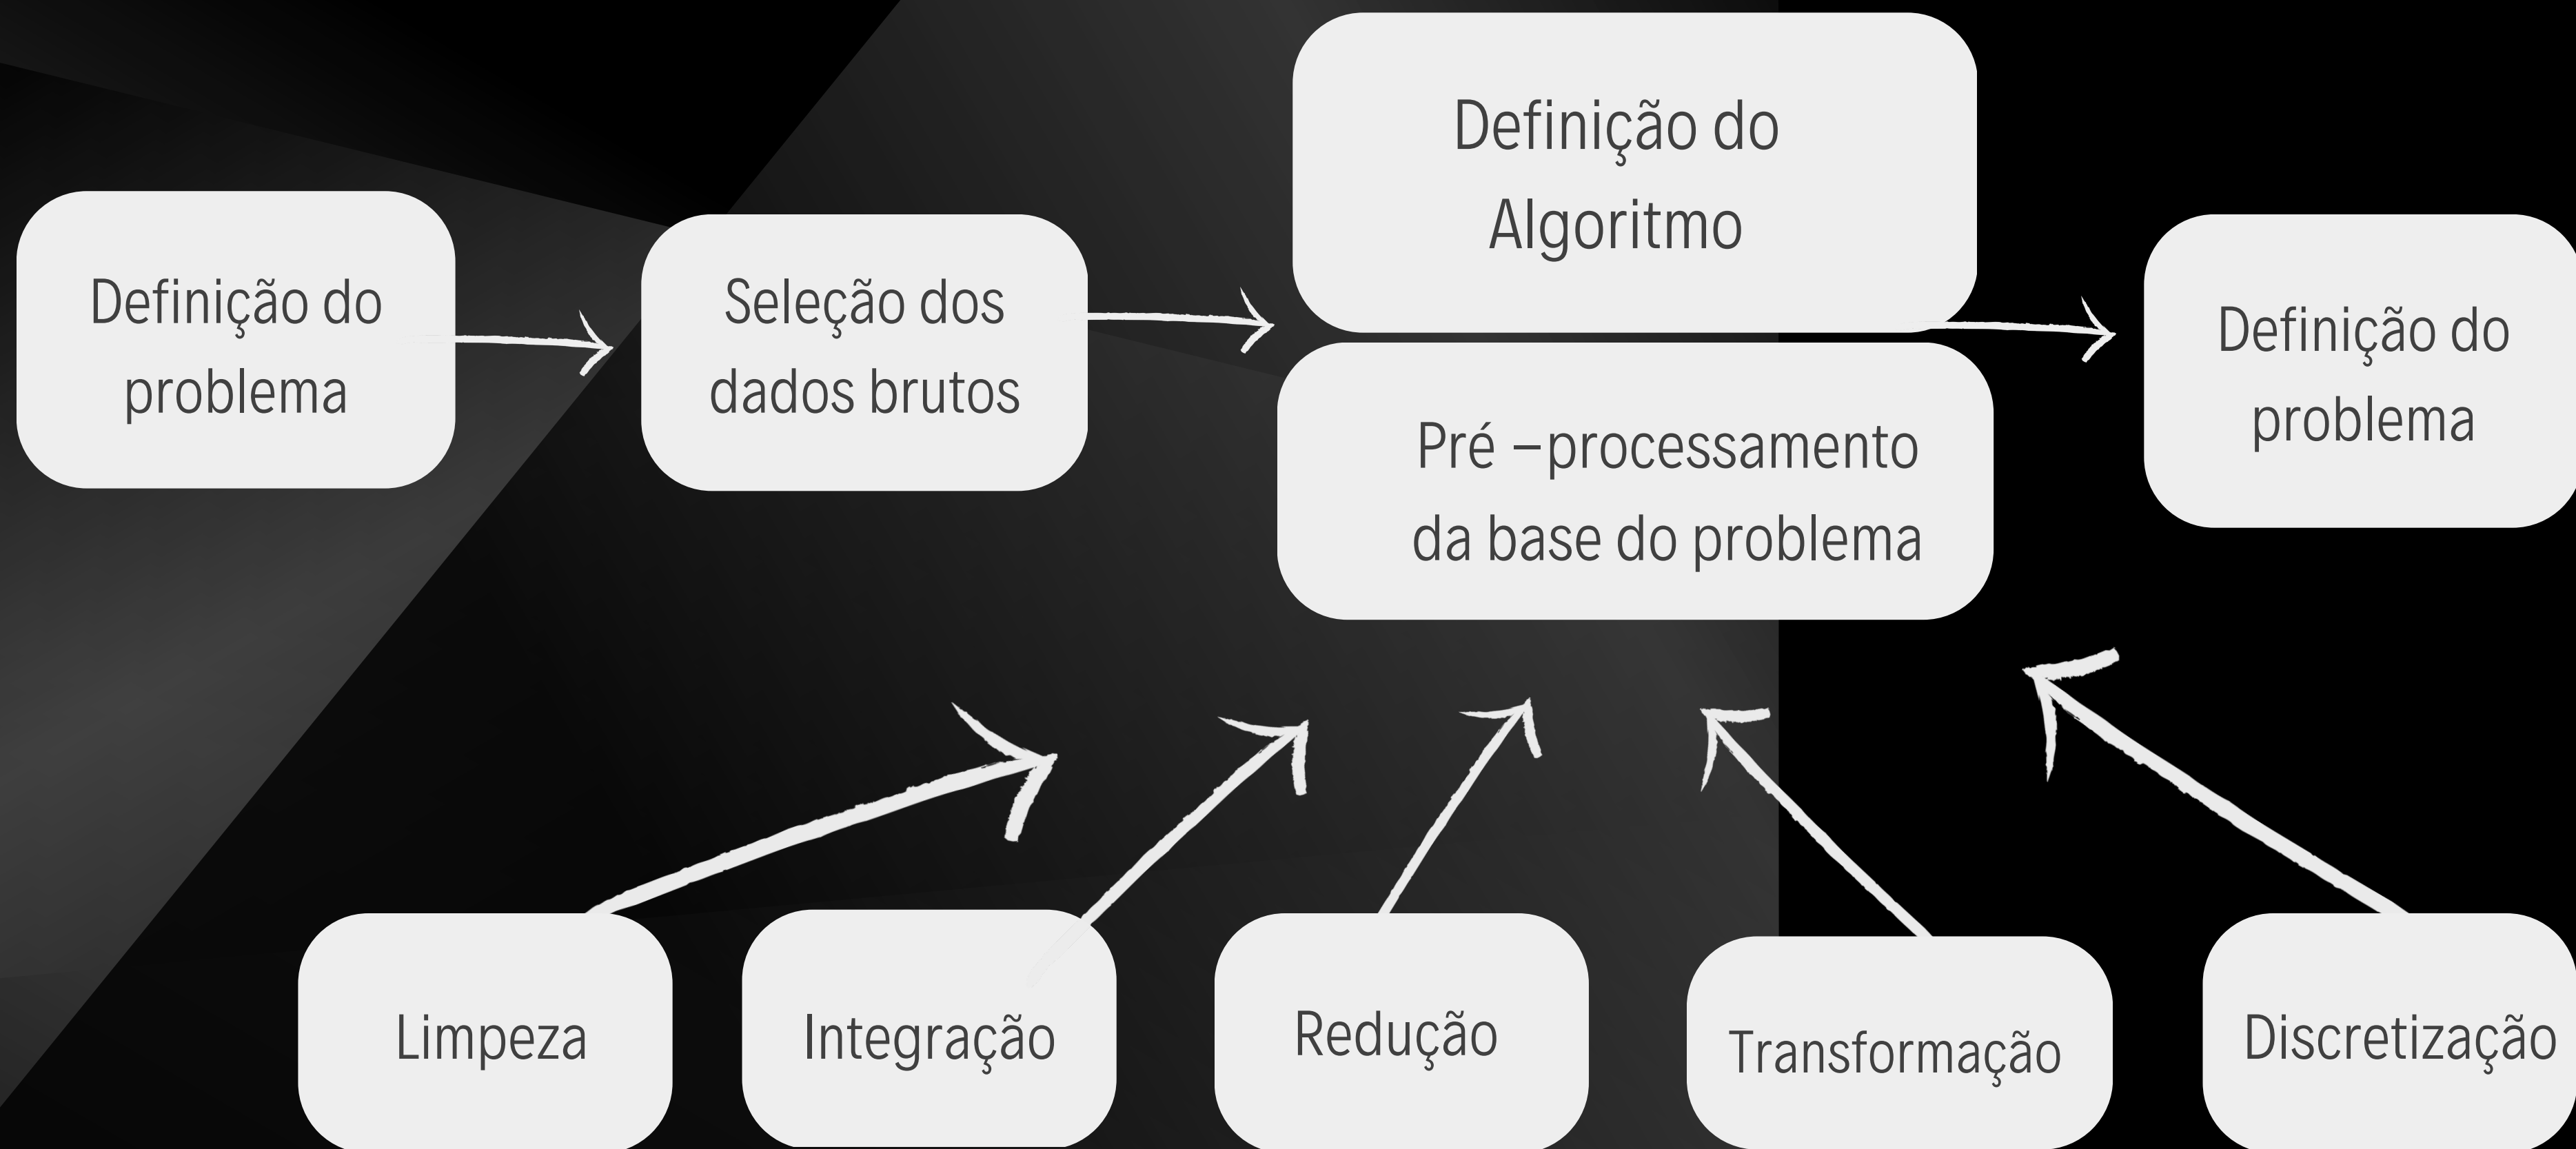 Definição do
problema
Seleção dos
dados brutos
Definição do
Algoritmo
Pré –processamento
da base do problema
Definição do
problema
Limpeza
Integração
Redução
Transformação
Discretização